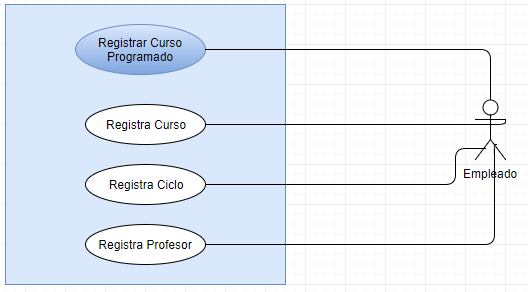 Registrar Curso
Programado
Registra Curso
Registra Ciclo
Empleado
Registra Profesor